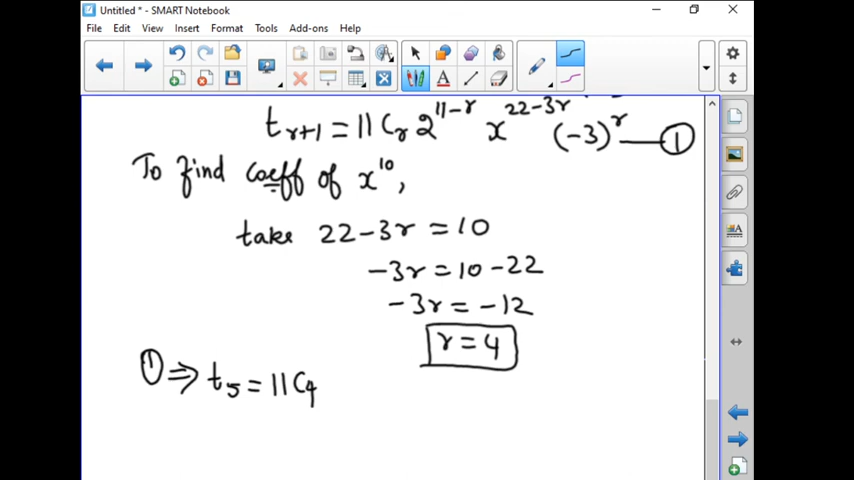 Untitled * - SMART Notebook
File Edit View Insert Format Tools Add-ons Help
t_{r+1} = 11C_r 2^{11-r} x^{22-3r} (-3)^r — ①
To find coeff of x^{10},
take 22-3r = 10
-3r = 10-22
-3r = -12
r = 4
① ⇒ t_5 = 11C_4